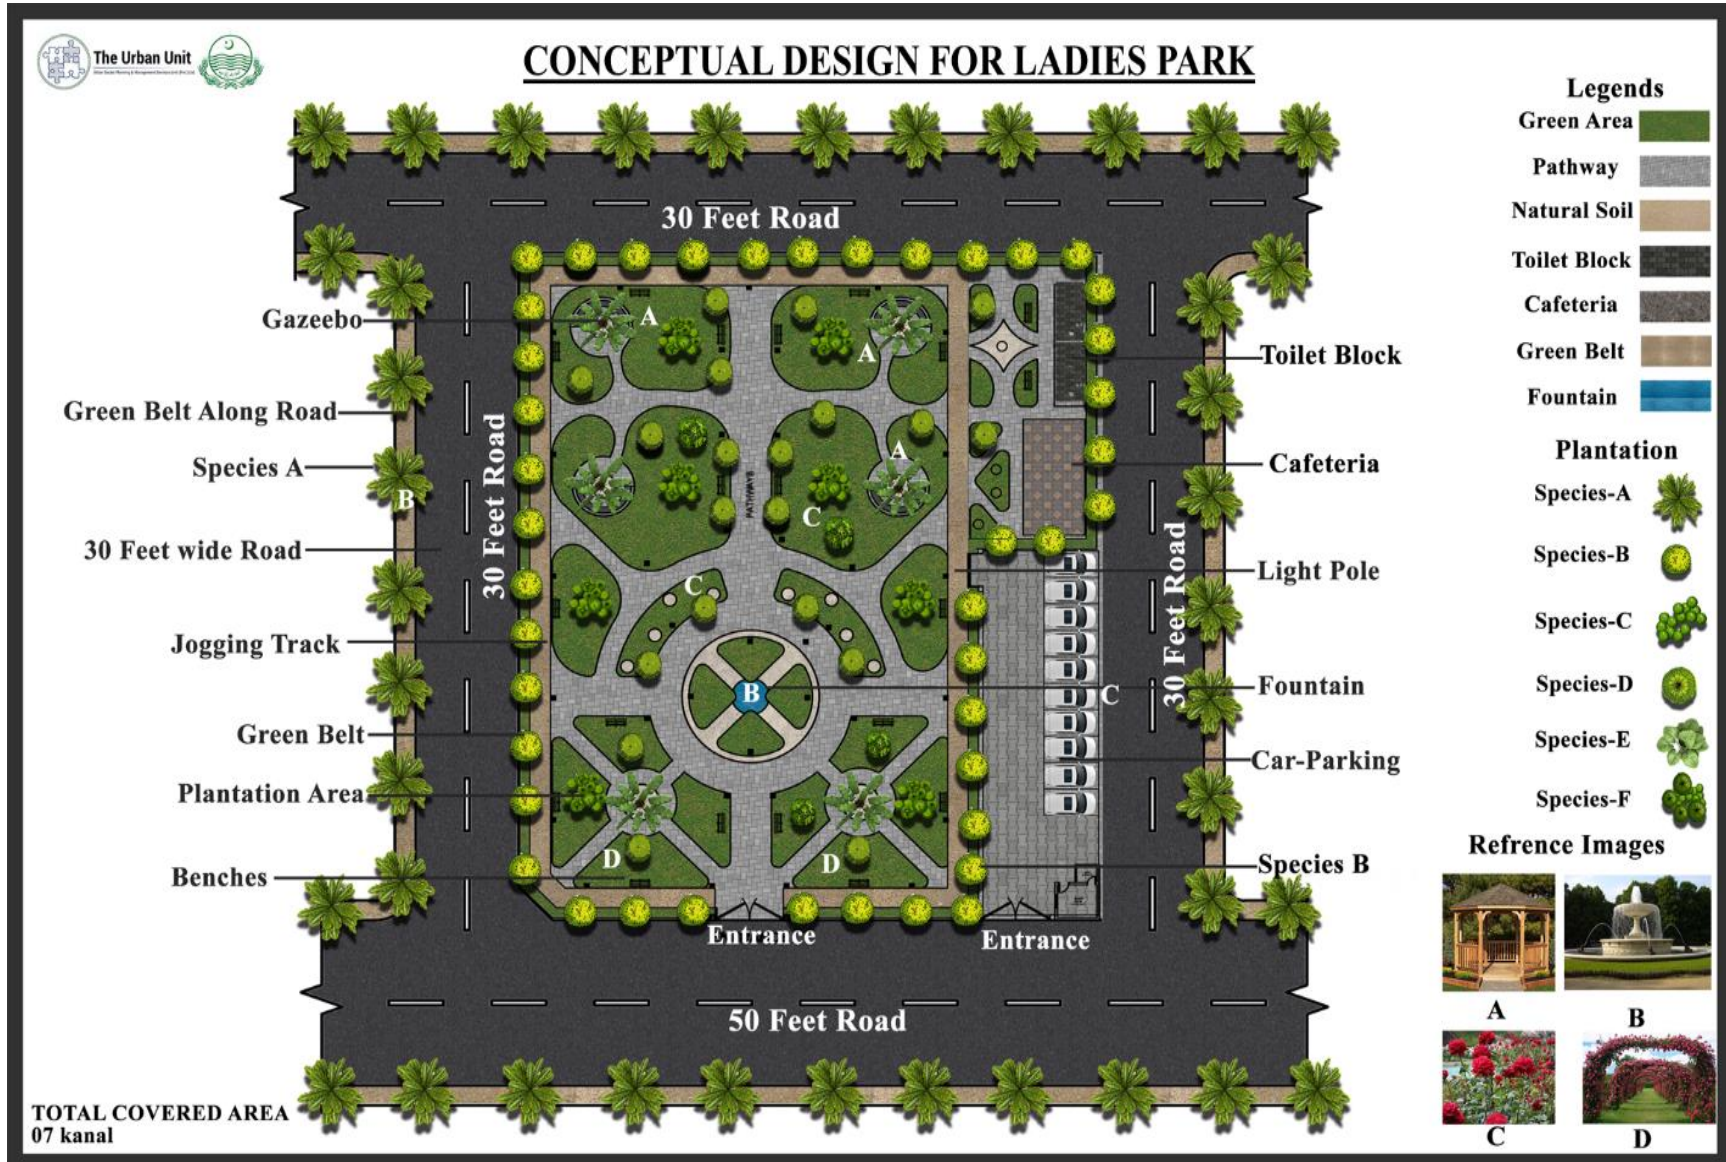 The Urban Unit
CONCEPTUAL DESIGN FOR LADIES PARK
Legends
Green Area
Pathway
Natural Soil
Toilet Block
Cafeteria
Green Belt
Fountain
Plantation
Species-A
Species-B
Species-C
Species-D
Species-E
Species-F
Refrence Images
A
B
C
D
30 Feet Road
Gazeebo
Green Belt Along Road
Species A
30 Feet wide Road
Jogging Track
Green Belt
Plantation Area
Benches
30 Feet Road
B
A
A
A
PATHWAYS
C
C
B
D
D
C
30 Feet Road
Toilet Block
Cafeteria
Light Pole
Fountain
Car-Parking
Species B
Entrance
Entrance
50 Feet Road
TOTAL COVERED AREA
07 kanal